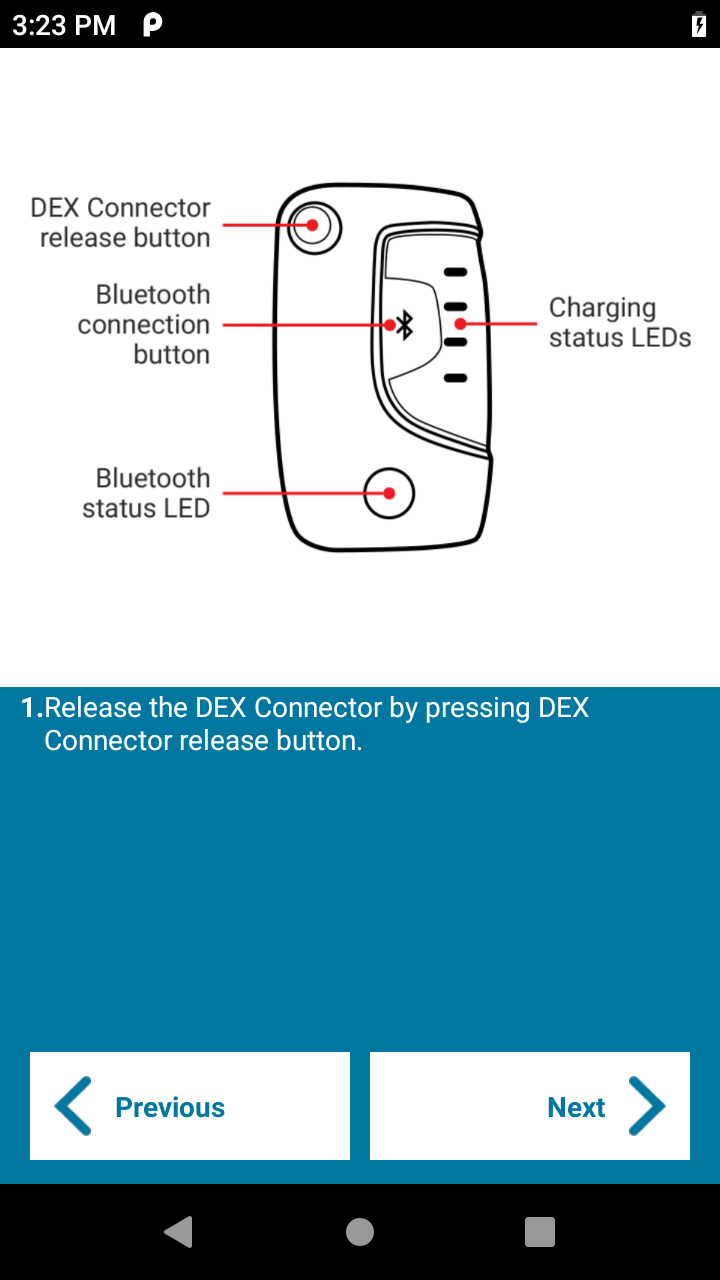 3:23 PM
DEX Connector
release button
Bluetooth
connection
button
Charging
status LEDs
Bluetooth
status LED
1.Release the DEX Connector by pressing DEX
Connector release button.
Previous
Next